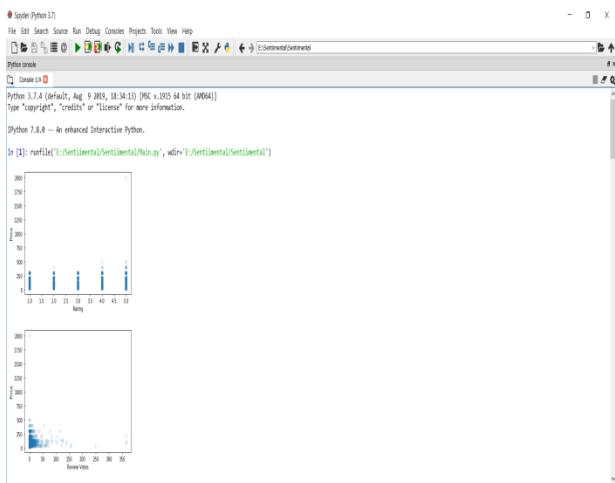 Spyder (Python 3.7)
File Edit Search Source Run Debug Consoles Projects Tools View Help
E:\Sentimental\Sentimental
IPython console
Console 1/A
Python 3.7.4 (default, Aug 9 2019, 18:34:13) [MSC v.1915 64 bit (AMD64)]
Type "copyright", "credits" or "license" for more information.
IPython 7.8.0 -- An enhanced Interactive Python.
In [1]: runfile('E:/Sentiimental/Sentiimental/Main.py', wdir='E:/Sentiimental/Sentiimental')
2000
1750
1500
1250
1000
750
500
250
0
Price
1.0 1.5 2.0 2.5 3.0 3.5 4.0 4.5 5.0
Rating
2000
1750
1500
1250
1000
750
500
250
0
Price
0 50 100 150 200 250 300 350
Review Votes